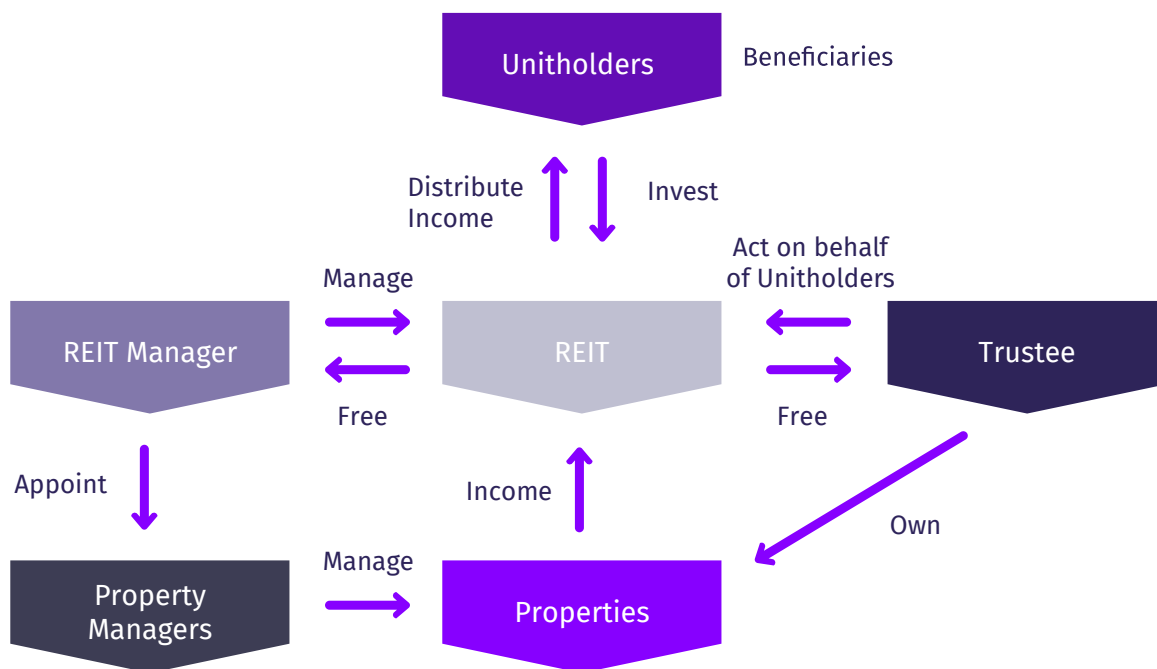 Unitholders
Beneficiaries
Distribute
Income
Invest
Act on behalf
of Unitholders
Manage
REIT Manager
REIT
Trustee
Free
Free
Appoint
Income
Own
Manage
Property
Managers
Properties